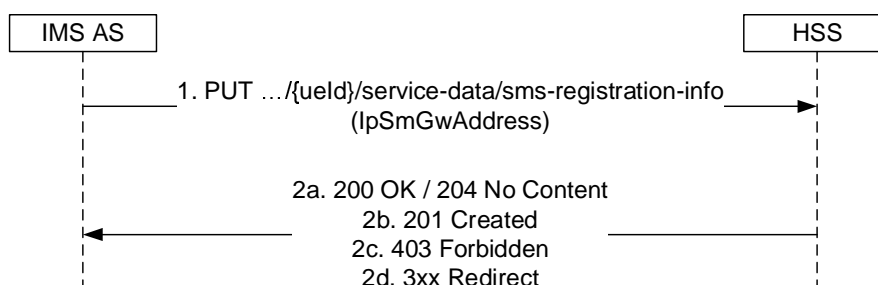 IMS AS
HSS
1. PUT …/{ueId}/service-data/sms-registration-info
(IpSmGwAddress)
2a. 200 OK / 204 No Content
2b. 201 Created
2c. 403 Forbidden
2d. 3xx Redirect